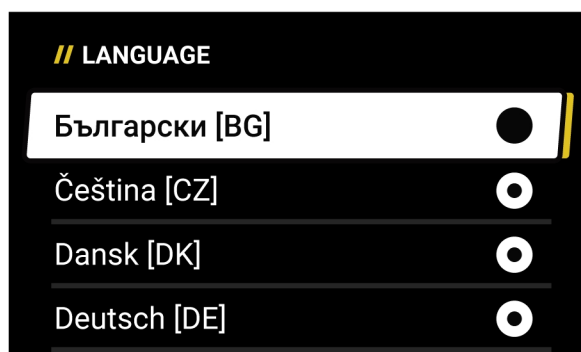 // LANGUAGE
Български [BG]
Čeština [CZ]
Dansk [DK]
Deutsch [DE]